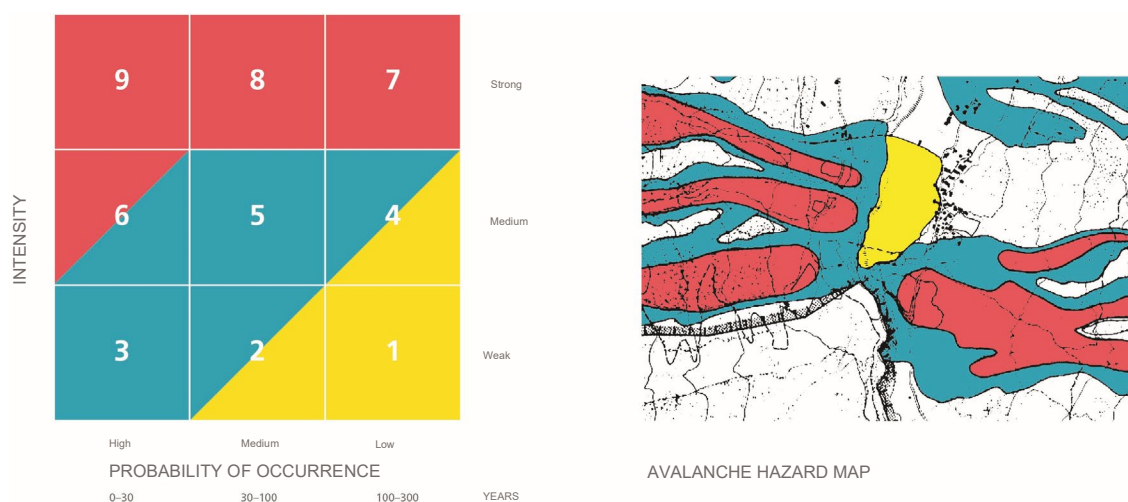 9 8 7 Strong
6 5 4 Medium
3 2 1 Weak
INTENSITY
High Medium Low
PROBABILITY OF OCCURRENCE
0–30 30–100 100–300 YEARS
AVALANCHE HAZARD MAP